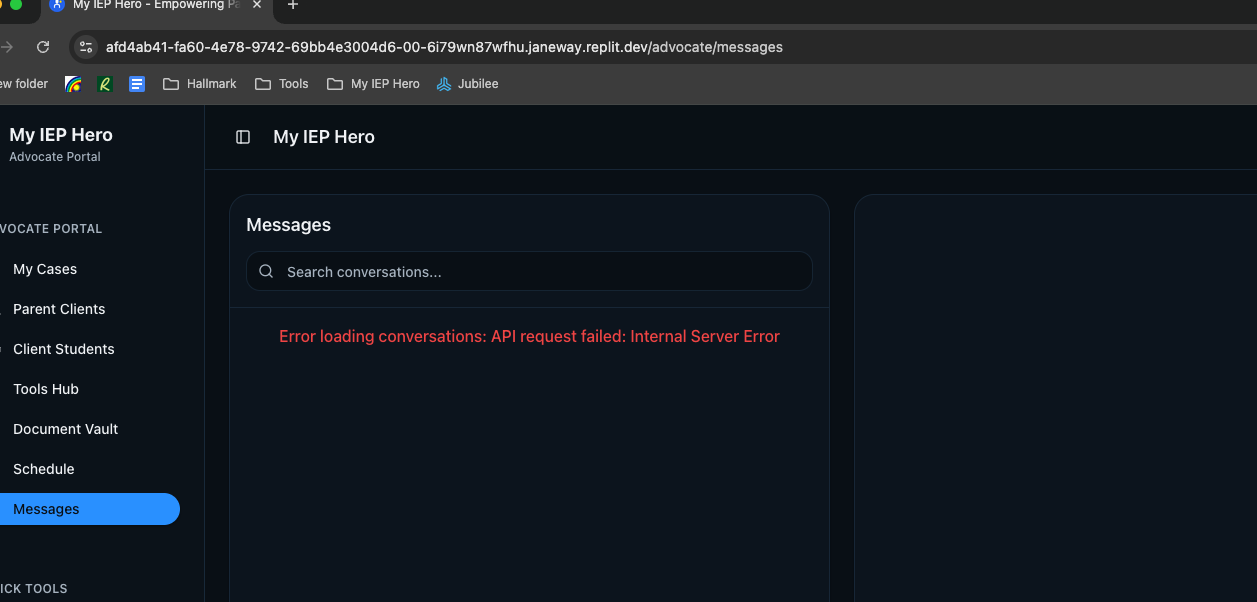 My IEP Hero - Empowering Pa
afd4ab41-fa60-4e78-9742-69bb4e3004d6-00-6i79wn87wfhu.janeway.replit.dev/advocate/messages
ew folder
Hallmark
Tools
My IEP Hero
Jubilee
My IEP Hero
Advocate Portal
VOCATE PORTAL
My Cases
Parent Clients
Client Students
Tools Hub
Document Vault
Schedule
Messages
ICK TOOLS
My IEP Hero
Messages
Search conversations...
Error loading conversations: API request failed: Internal Server Error